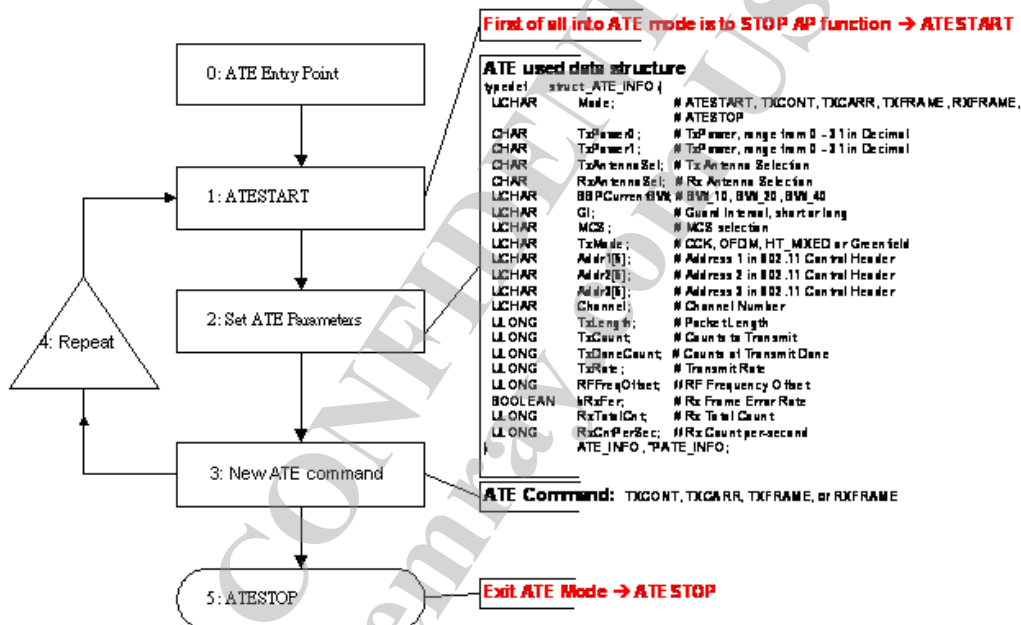 First of all into ATE mode is to STOP AP function → ATESTART
0: ATE Entry Point
1: ATESTART
2: Set ATE Parameters
4: Repeat
3: New ATE command
5: ATESTOP
ATE used data structure
typedef struct_ATE_INFO {
UCHAR Mode; # ATESTART, TXCONT, TXCARR, TXFRAME, RXFRAME,
# ATESTOP
CHAR TxPower0; # TxPower, range from 0 ~ 31 in Decimal
CHAR TxPower1; # TxPower, range from 0 ~ 31 in Decimal
CHAR TxAntennaSel; # Tx Antenna Selection
CHAR RxAntennaSel; # Rx Antenna Selection
UCHAR BBPCurrentBW; # BW_10, BW_20, BW_40
UCHAR GI; # Guard Interval, short or long
UCHAR MCS; # MCS selection
UCHAR TxMode; # CCK, OFDM, HT_MIXED or Greenfield
UCHAR Addr1[6]; # Address 1 in 802.11 Control Header
UCHAR Addr2[6]; # Address 2 in 802.11 Control Header
UCHAR Addr3[6]; # Address 3 in 802.11 Control Header
UCHAR Channel; # Channel Number
ULONG TxLength; # Packet Length
ULONG TxCount; # Counts to Transmit
ULONG TxDoneCount; # Counts of Transmit Done
ULONG TxRate; # Transmit Rate
ULONG RFFreqOffset; # RF Frequency Offset
BOOLEAN bRxFer; # Rx Frame Error Rate
ULONG RxTotalCnt; # Rx Total Count
ULONG RxCntPerSec; # Rx Count per-second
} ATE_INFO, *PATE_INFO;
ATE Command: TXCONT, TXCARR, TXFRAME, or RXFRAME
Exit ATE Mode → ATESTOP